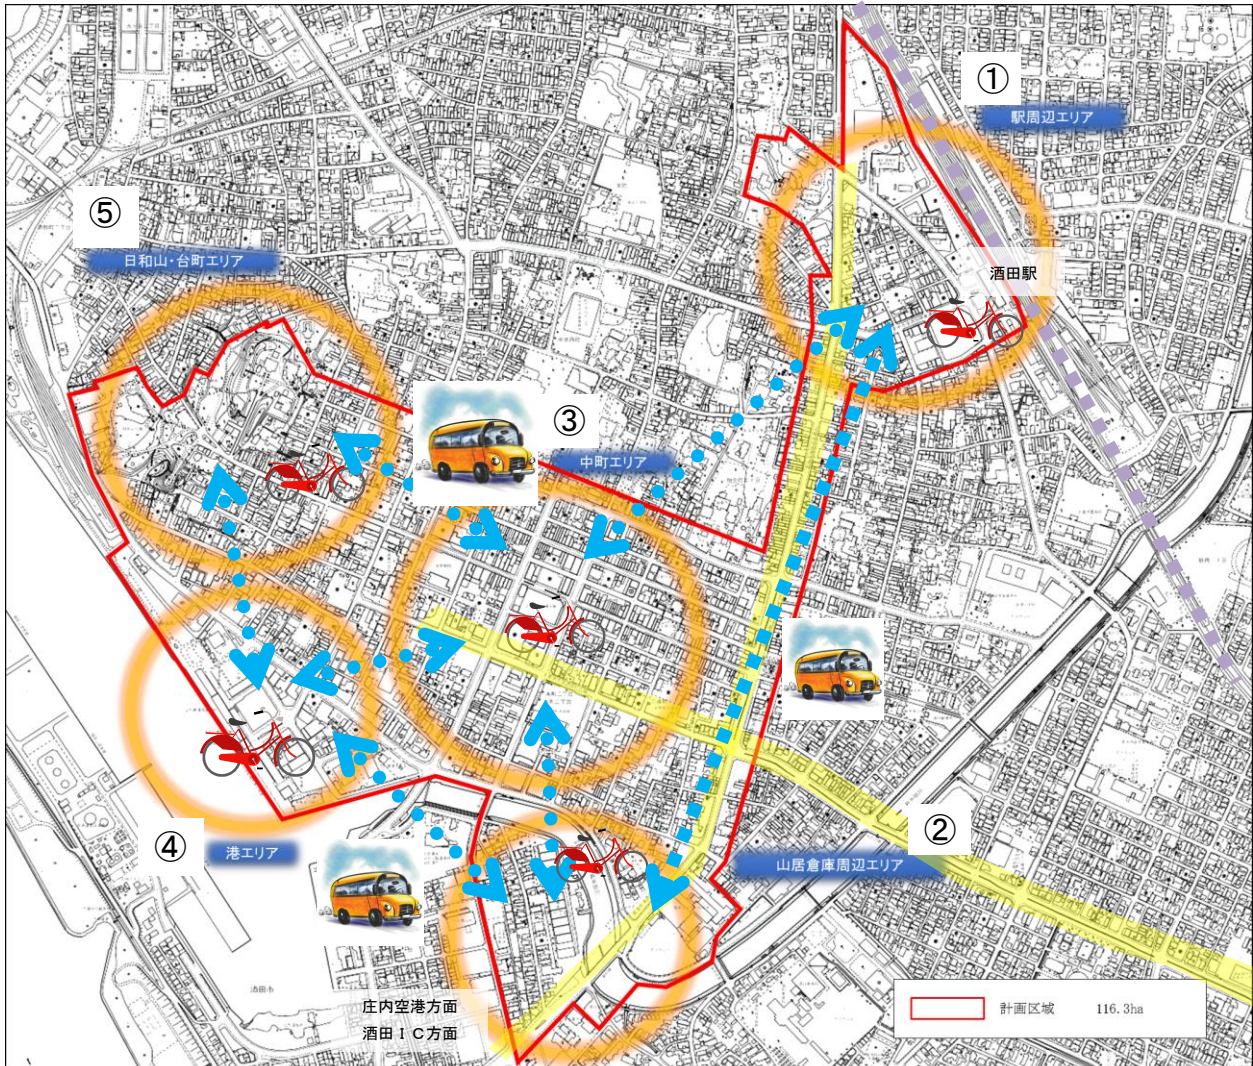 ①
駅周辺エリア
⑤
日和山・台町エリア
酒田駅
③
中町エリア
②
④
港エリア
山居倉庫周辺エリア
酒田市
庄内空港方面
酒田ＩＣ方面
計画区域 116.3ha